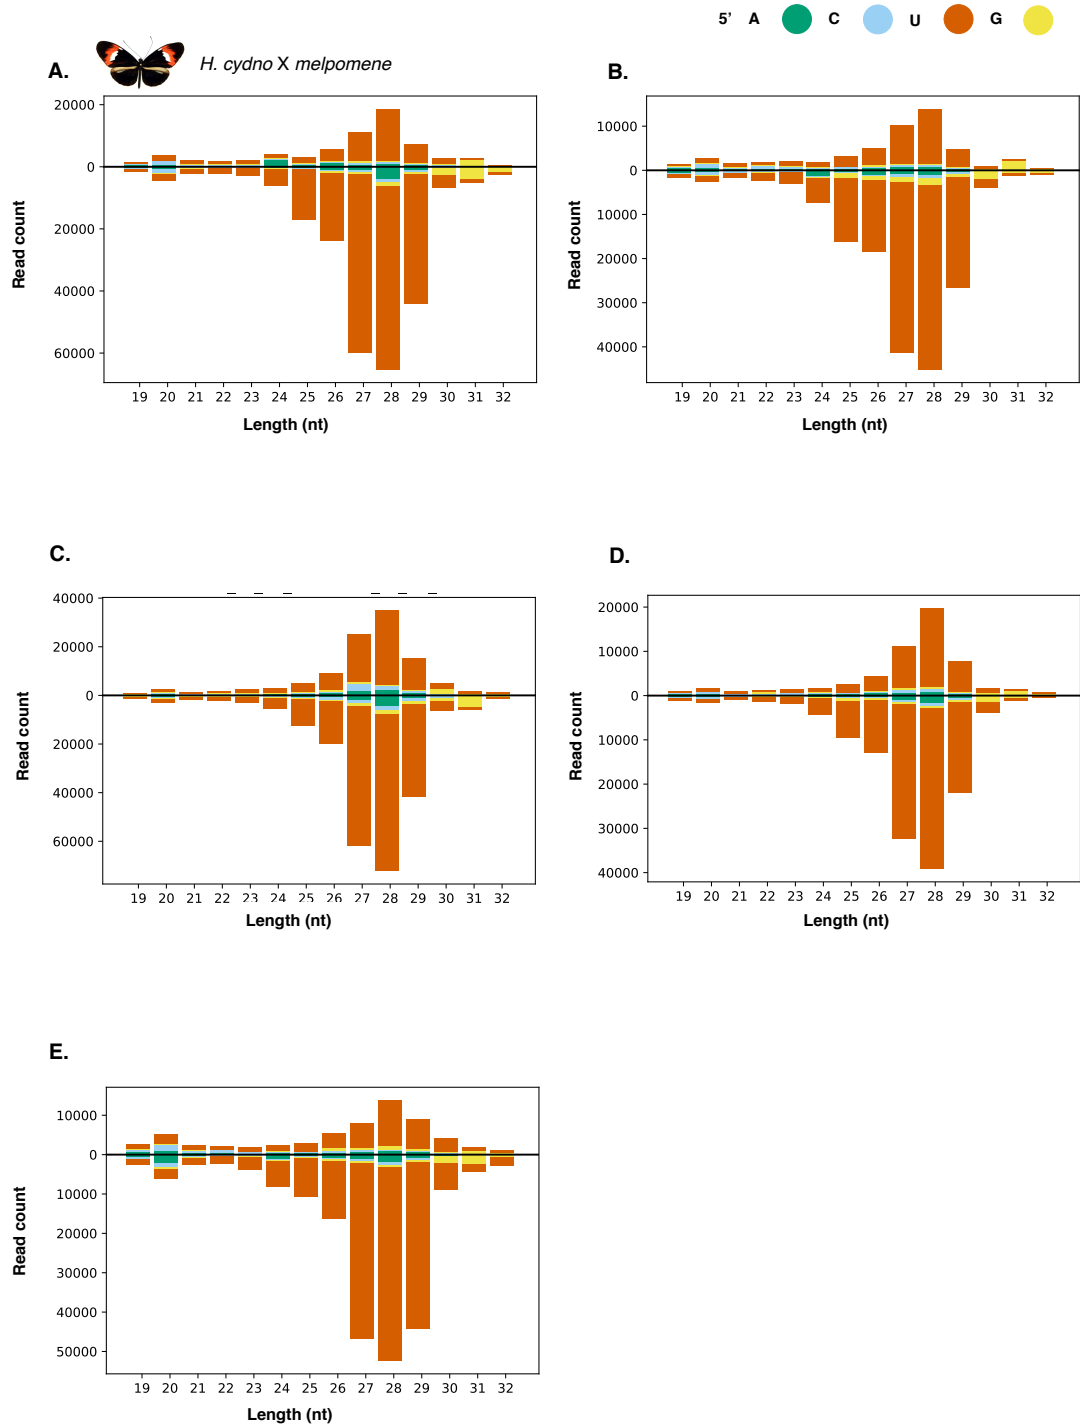 5' A C U G
A.
H. cydno X melpomene
B.
20000
0
20000
40000
60000
Read count
19 20 21 22 23 24 25 26 27 28 29 30 31 32
Length (nt)
10000
0
10000
20000
30000
40000
Read count
19 20 21 22 23 24 25 26 27 28 29 30 31 32
Length (nt)
C.
40000
20000
0
20000
40000
60000
Read count
19 20 21 22 23 24 25 26 27 28 29 30 31 32
Length (nt)
D.
20000
10000
0
10000
20000
30000
40000
Read count
19 20 21 22 23 24 25 26 27 28 29 30 31 32
Length (nt)
E.
10000
0
10000
20000
30000
40000
50000
Read count
19 20 21 22 23 24 25 26 27 28 29 30 31 32
Length (nt)